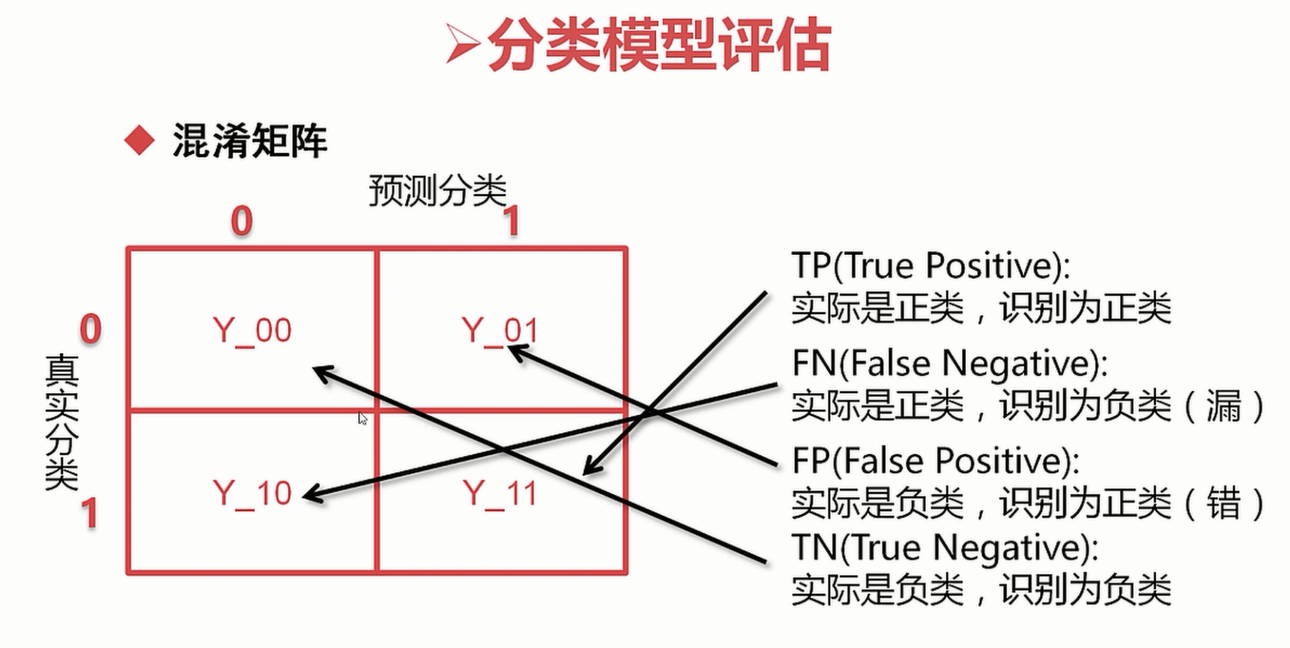 分类模型评估
混淆矩阵
预测分类
0
1
真实分类
0
Y_00
Y_01
1
Y_10
Y_11
TP(True Positive):
实际是正类，识别为正类
FN(False Negative):
实际是正类，识别为负类（漏）
FP(False Positive):
实际是负类，识别为正类（错）
TN(True Negative):
实际是负类，识别为负类